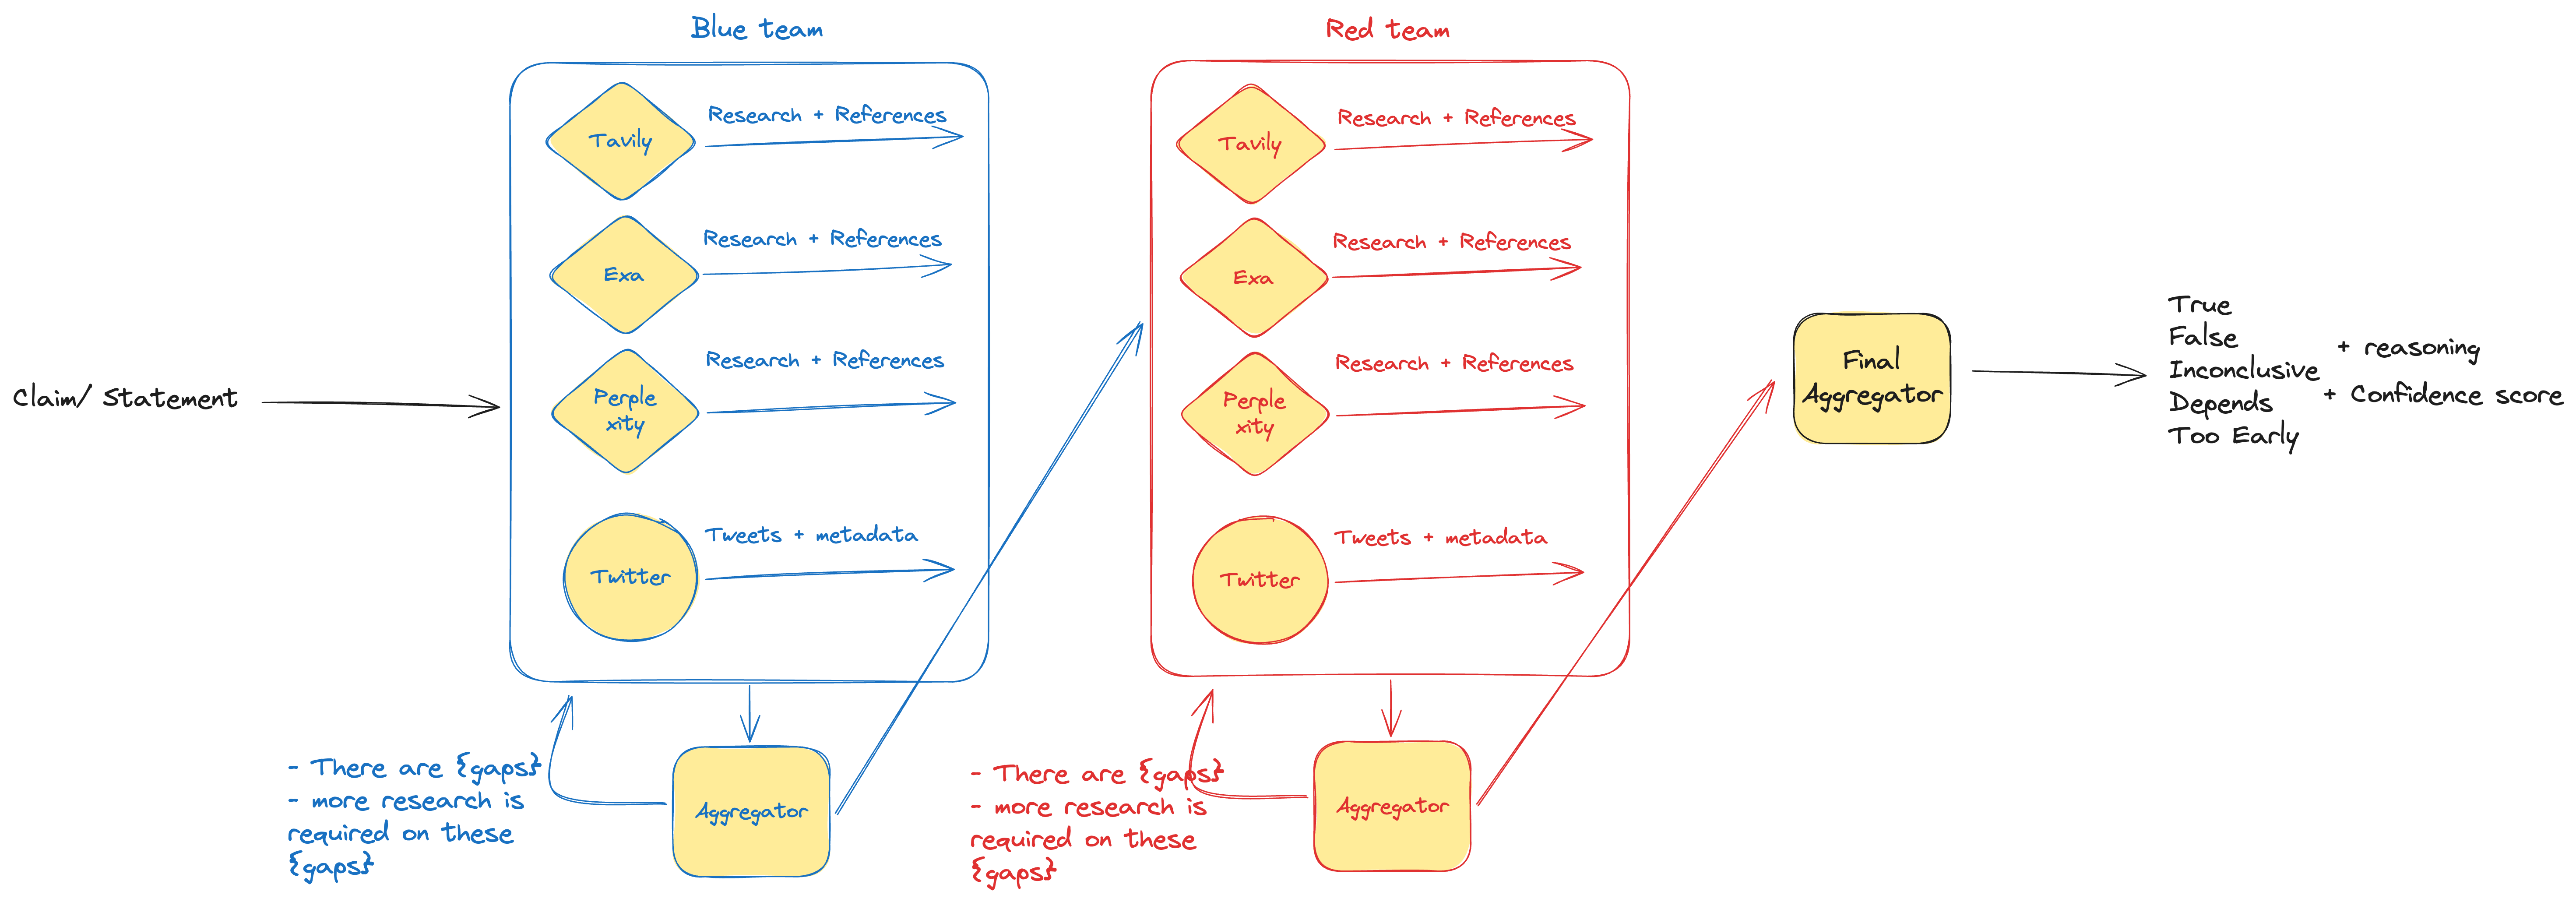 Blue team
Red team
Tavily
Research + References
Exa
Research + References
Perple
xity
Research + References
Twitter
Tweets + metadata
Tavily
Research + References
Exa
Research + References
Perple
xity
Research + References
Twitter
Tweets + metadata
Claim/ Statement
- There are {gaps}
- more research is
required on these
{gaps}
Aggregator
- There are {gaps}
- more research is
required on these
{gaps}
Aggregator
Final
Aggregator
True
False
Inconclusive
Depends
Too Early
+ reasoning
+ Confidence score